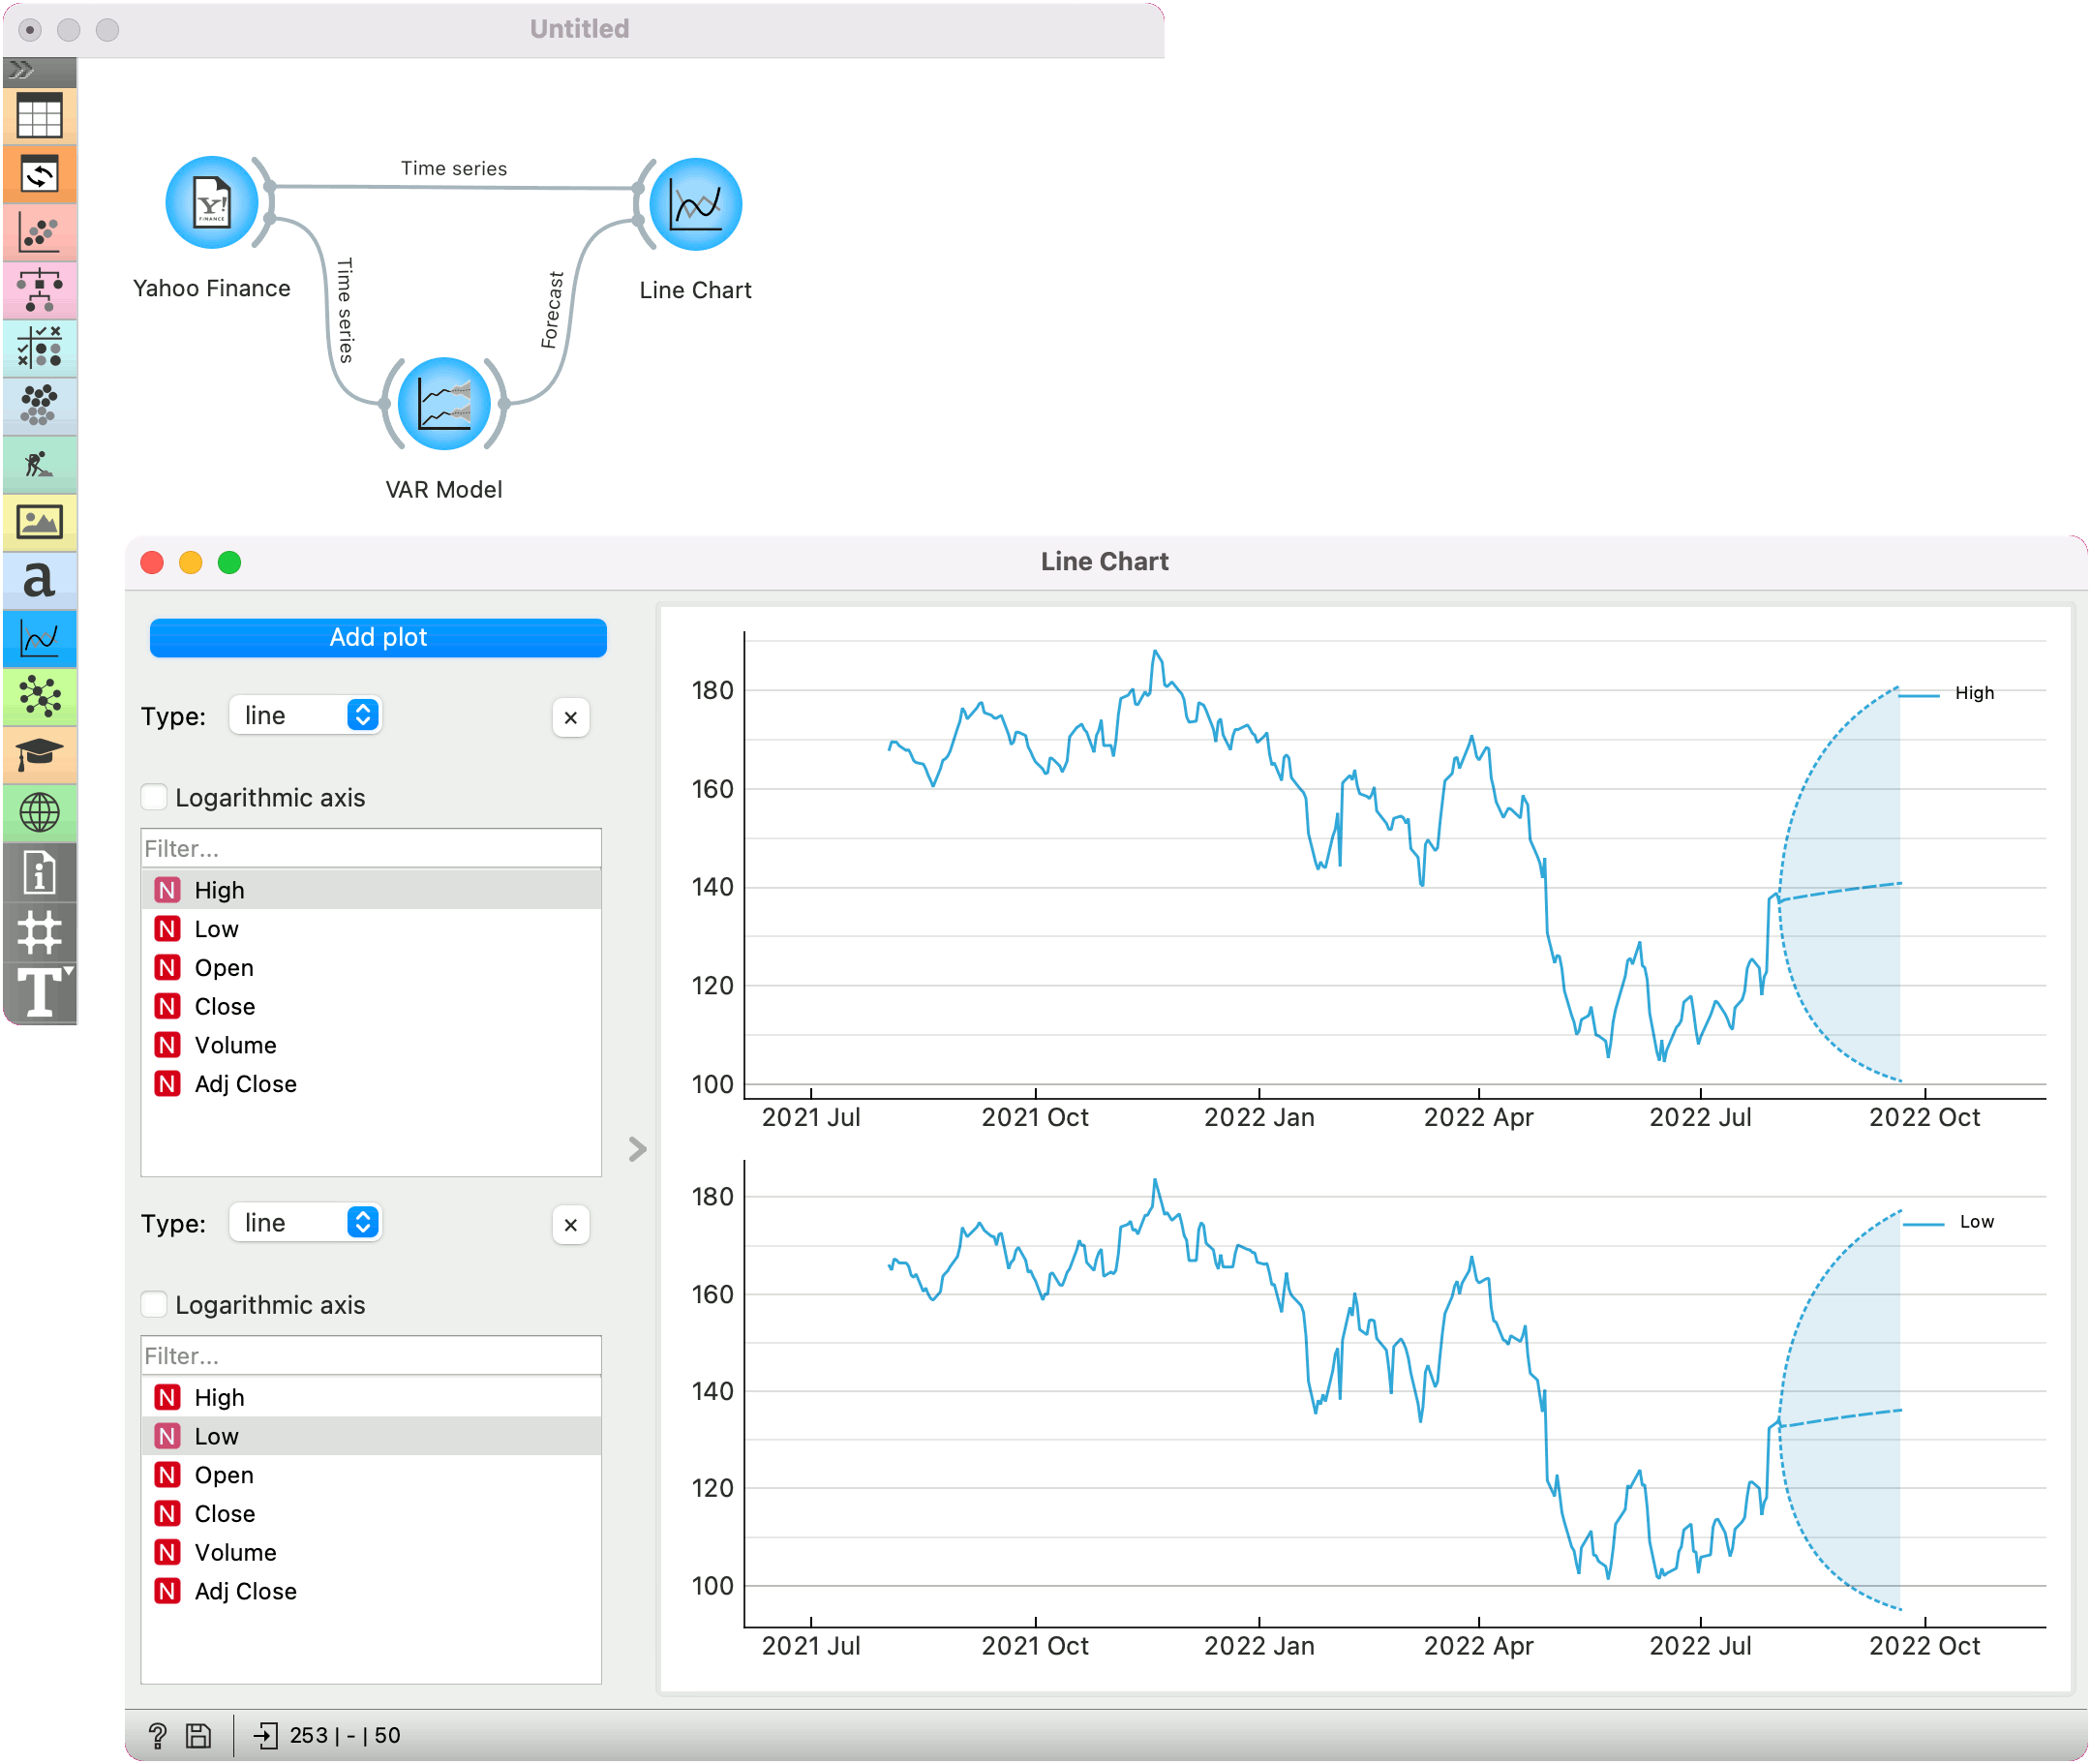 Untitled
Time series
Y!
FINANCE
Yahoo Finance
Time series
Forecast
Line Chart
VAR Model
a
T
Line Chart
Add plot
Type: line
Logarithmic axis
Filter...
N High
N Low
N Open
N Close
N Volume
N Adj Close
Type: line
Logarithmic axis
Filter...
N High
N Low
N Open
N Close
N Volume
N Adj Close
High
180
160
140
120
100
2021 Jul 2021 Oct 2022 Jan 2022 Apr 2022 Jul 2022 Oct
Low
180
160
140
120
100
2021 Jul 2021 Oct 2022 Jan 2022 Apr 2022 Jul 2022 Oct
? 253 | - | 50